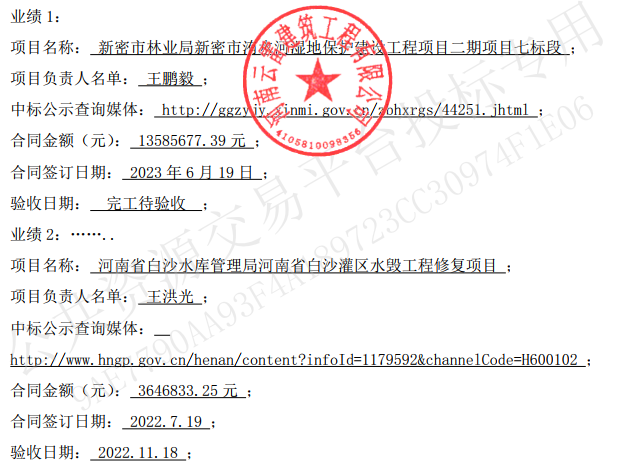 业绩 1:
项目名称： 新密市林业局新密市 河湿地保护建设工程项目二期项目七标段 ；
项目负责人名单： 王鹏毅 ；
中标公示查询媒体： http://ggzyjy.xinmi.gov.cn/ /44251.jhtml ；
合同金额（元）： 13585677.39 元 ；
合同签订日期： 2023 年 6 月 19 日 ；
验收日期： 完工待验收 ；
业绩 2：……..
项目名称： 河南省白沙水库管理局河南省白沙灌区水毁工程修复项目 ；
项目负责人名单： 王洪光 ；
中标公示查询媒体：
http://www.hngp.gov.cn/henan/content?infoId=1179592&channelCode=H600102 ；
合同金额（元）： 3646833.25 元 ；
合同签订日期： 2022.7.19 ；
验收日期： 2022.11.18 ；
河南云 建筑工程有限公司
4105810098356
公共资源交易平台投标专用